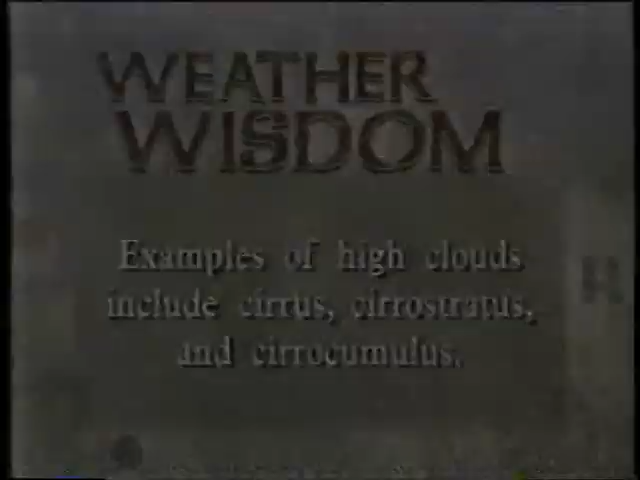 WEATHER
WISDOM
Examples of high clouds
include cirrus, cirrostratus,
and cirrocumulus.